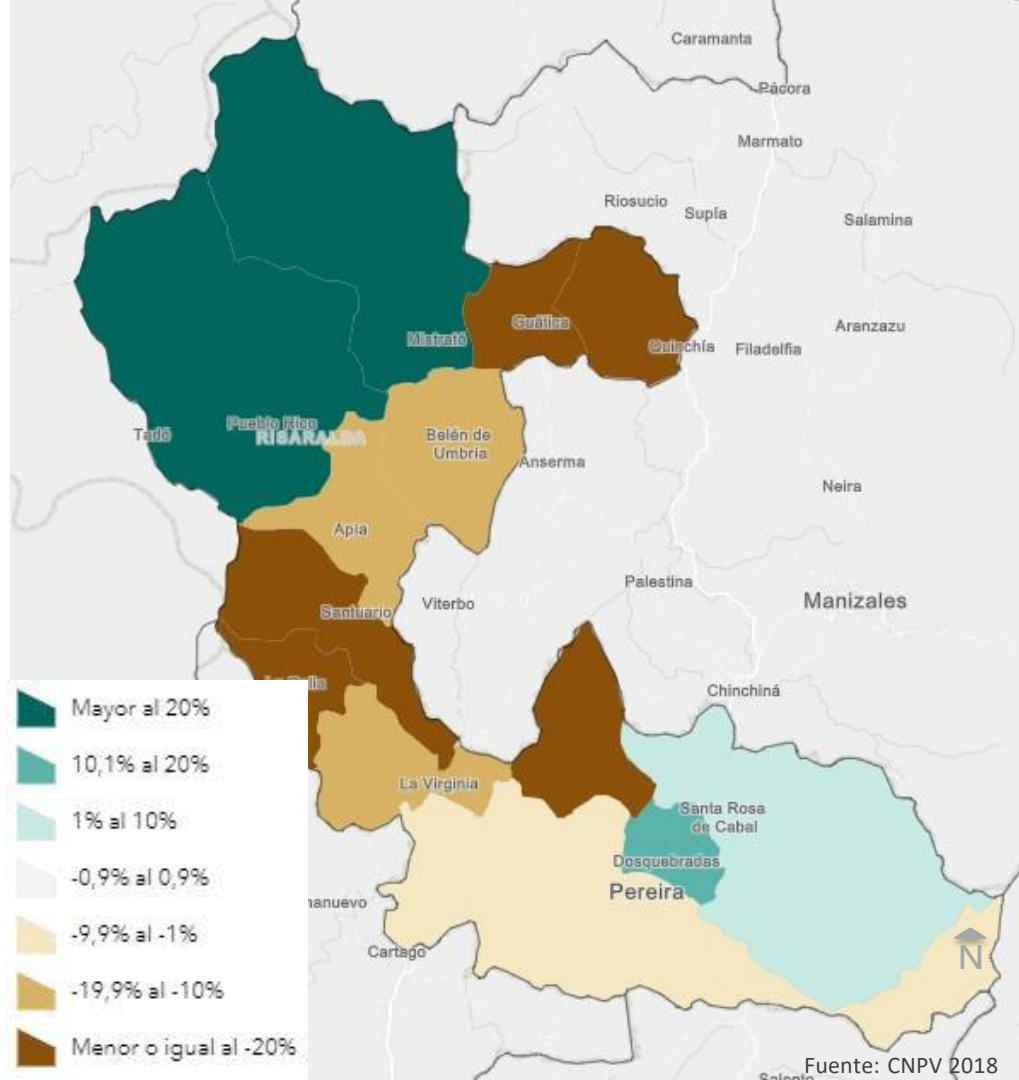 Caramanta
Pácora
Marmato
Riosucio
Supía
Salamina
Guática
Aranzazu
Mistrató
Quinchía
Filadelfia
Pueblo Rico
Tadó
RISARALDA
Belén de
Umbría
Anserma
Neira
Apía
Palestina
Viterbo
Santuario
Manizales
Chinchiná
La Virginia
Santa Rosa
de Cabal
Dosquebradas
Pereira
Cartago
N
Mayor al 20%
10,1% al 20%
1% al 10%
-0,9% al 0,9%
-9,9% al -1%
-19,9% al -10%
Menor o igual al -20%
Fuente: CNPV 2018